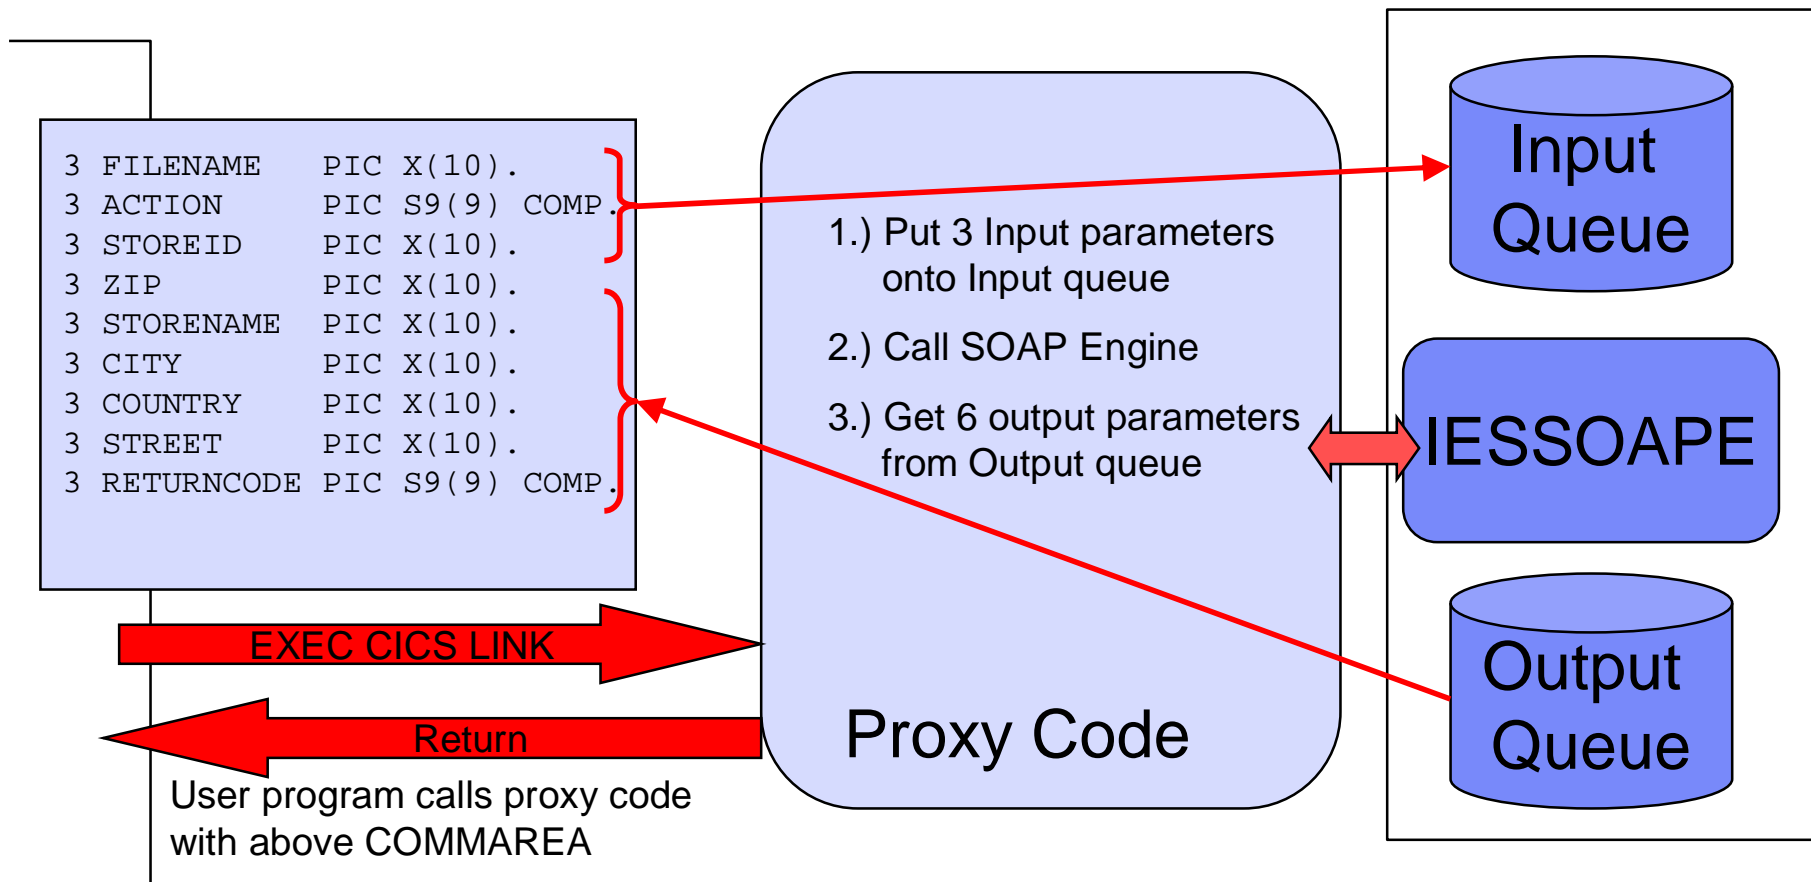 3 FILENAME   PIC X(10).
3 ACTION     PIC S9(9) COMP.
3 STOREID    PIC X(10).
3 ZIP        PIC X(10).
3 STORENAME  PIC X(10).
3 CITY       PIC X(10).
3 COUNTRY    PIC X(10).
3 STREET     PIC X(10).
3 RETURNCODE PIC S9(9) COMP.
EXEC CICS LINK
Return
User program calls proxy code
with above COMMAREA
1.) Put 3 Input parameters
onto Input queue
2.) Call SOAP Engine
3.) Get 6 output parameters
from Output queue
Proxy Code
Input
Queue
IESSOAPE
Output
Queue